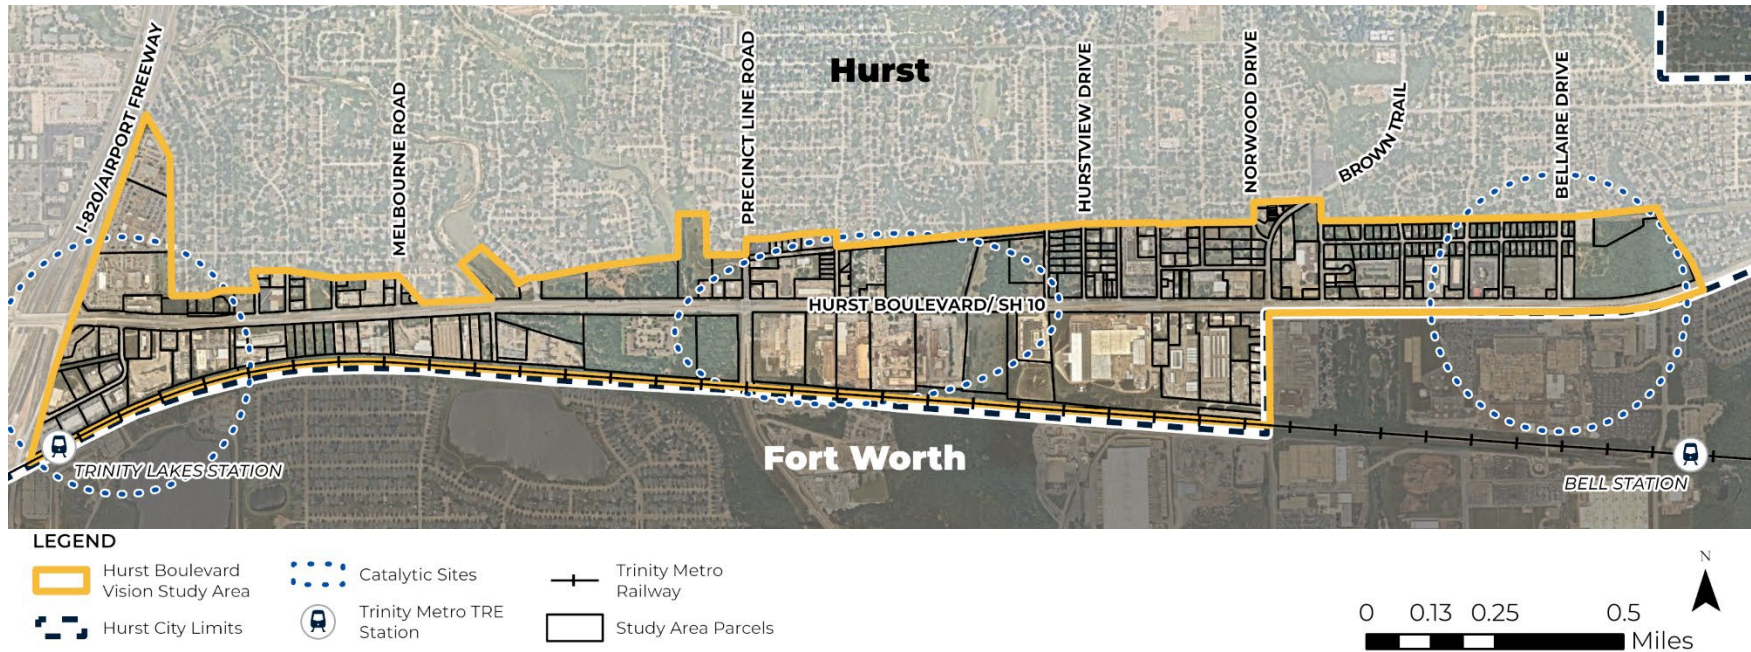 I-820/AIRPORT FREEWAY
MELBOURNE ROAD
PRECINCT LINE ROAD
Hurst
HURSTVIEW DRIVE
NORWOOD DRIVE
BROWN TRAIL
BELLAIRE DRIVE
HURST BOULEVARD/ SH 10
Fort Worth
TRINITY LAKES STATION
BELL STATION
LEGEND
Hurst Boulevard
Vision Study Area
Hurst City Limits
Catalytic Sites
Trinity Metro TRE
Station
Trinity Metro
Railway
Study Area Parcels
N
0 0.13 0.25 0.5
Miles